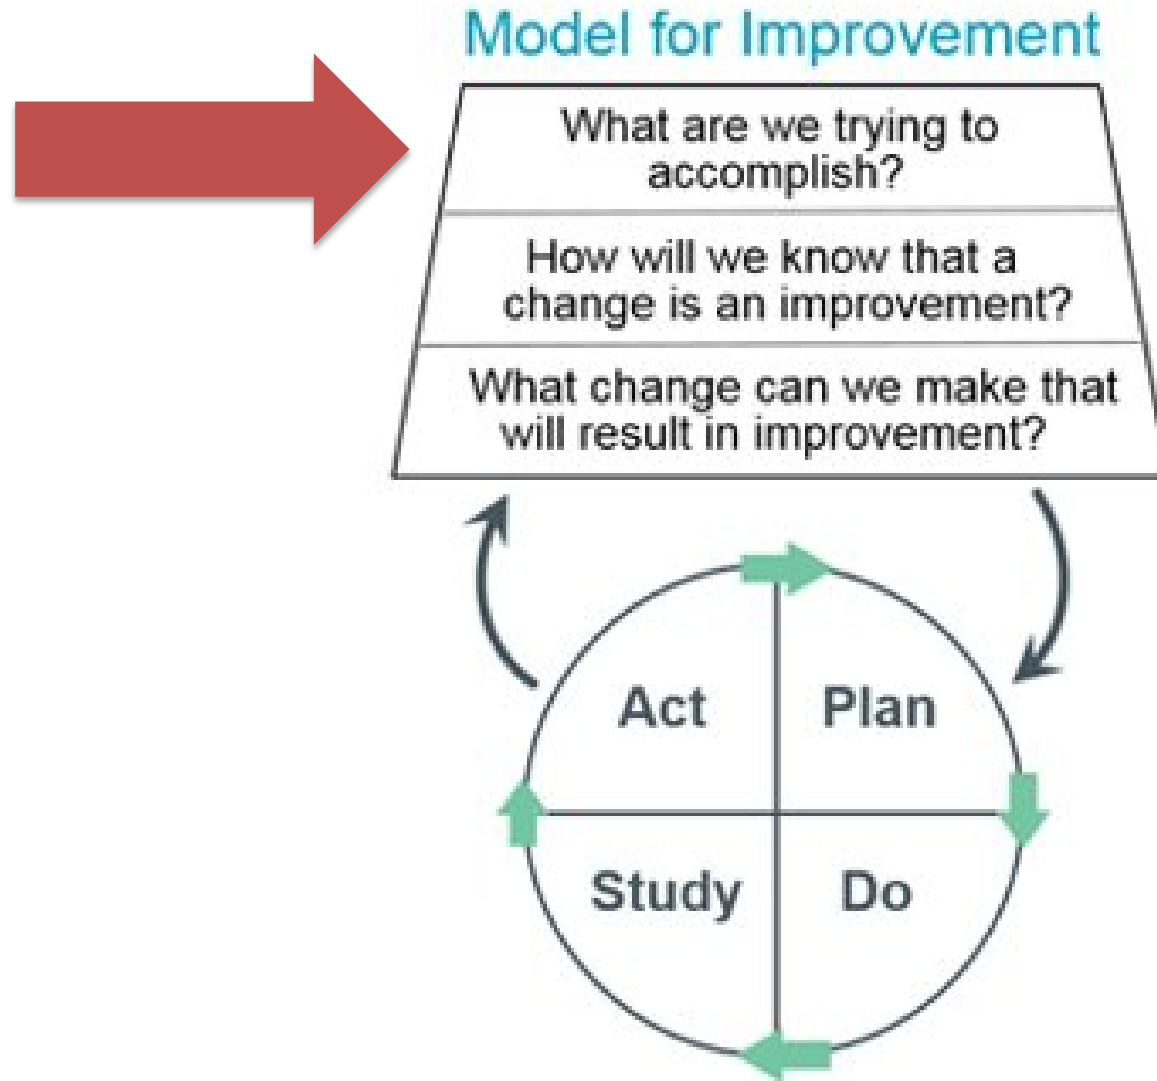 Model for Improvement
What are we trying to
accomplish?
How will we know that a
change is an improvement?
What change can we make that
will result in improvement?
Act
Plan
Study
Do